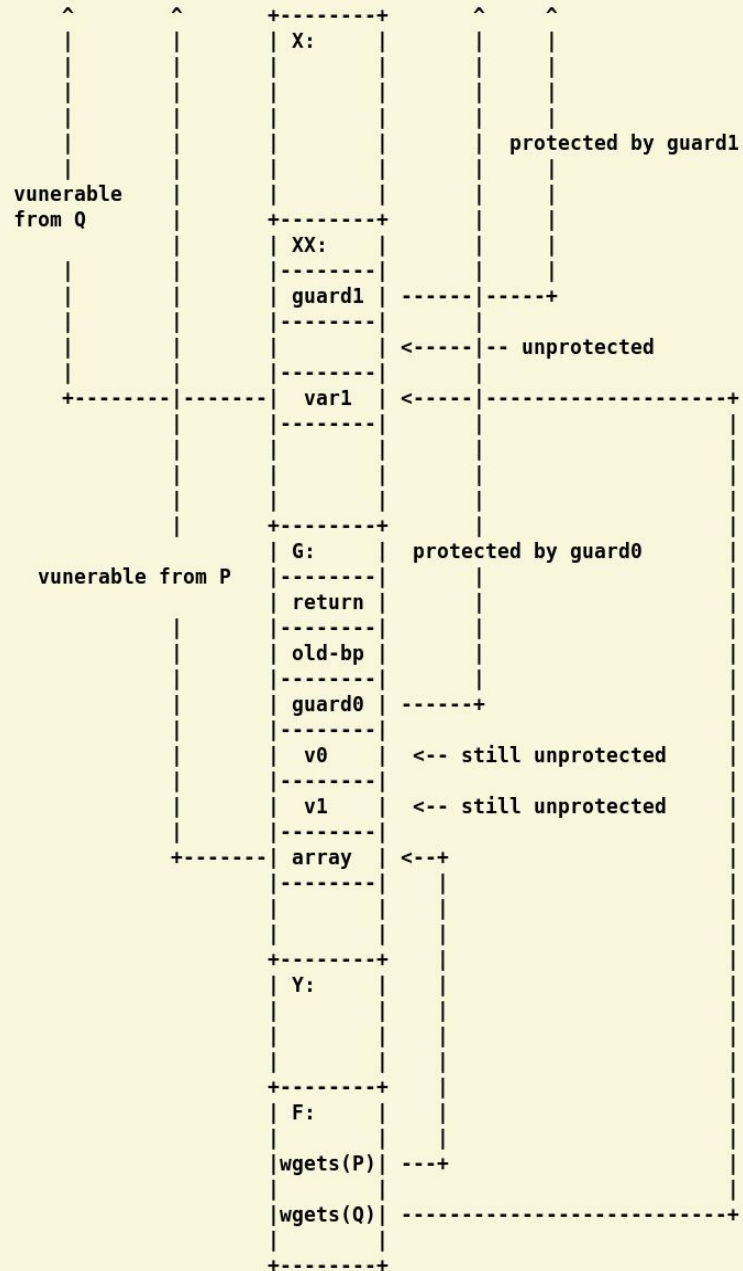 X:
protected by guard1
vunerable
from Q
XX:
guard1
unprotected
var1
G:
protected by guard0
vunerable from P
return
old-bp
guard0
v0 <-- still unprotected
v1 <-- still unprotected
array
Y:
F:
wgets(P)
wgets(Q)